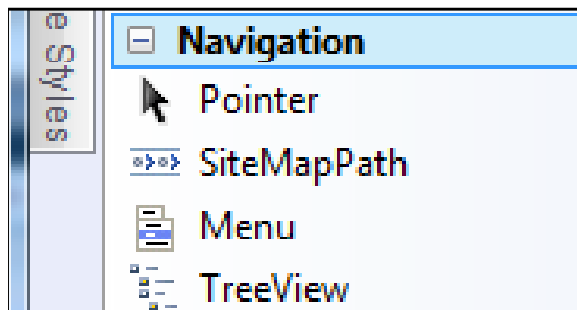 e Styles
Navigation
Pointer
SiteMapPath
Menu
TreeView